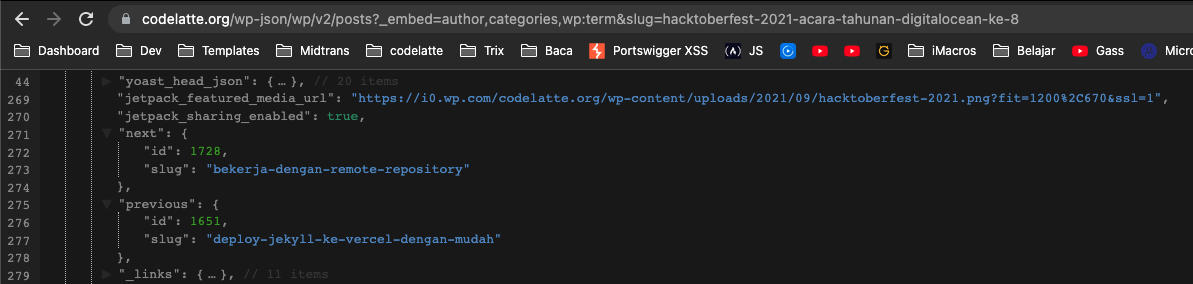 codelatte.org/wp-json/wp/v2/posts?_embed=author,categories,wp:term&slug=hacktoberfest-2021-acara-tahunan-digitalocean-ke-8
Dashboard Dev Templates Midtrans codelatte Trix Baca Portswigger XSS JS G iMacros Belajar Gass Micro
44 "yoast_head_json": { … }, // 20 items
269 "jetpack_featured_media_url": "https://i0.wp.com/codelatte.org/wp-content/uploads/2021/09/hacktoberfest-2021.png?fit=1200%2C670&ssl=1",
270 "jetpack_sharing_enabled": true,
271 "next": {
272 "id": 1728,
273 "slug": "bekerja-dengan-remote-repository"
274 },
275 "previous": {
276 "id": 1651,
277 "slug": "deploy-jekyll-ke-vercel-dengan-mudah"
278 },
279 "_links": { … }, // 11 items